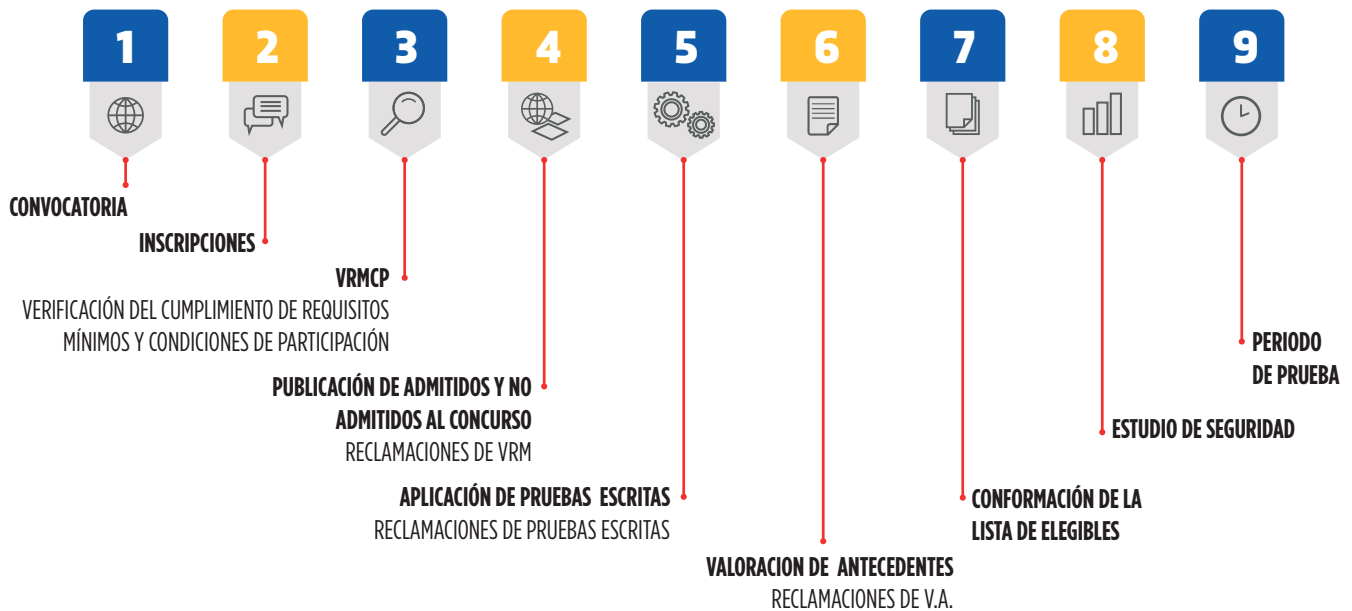 1
2
3
4
5
6
7
8
9
CONVOCATORIA
INSCRIPCIONES
VRMCP
VERIFICACIÓN DEL CUMPLIMIENTO DE REQUISITOS
MÍNIMOS Y CONDICIONES DE PARTICIPACIÓN
PUBLICACIÓN DE ADMITIDOS Y NO
ADMITIDOS AL CONCURSO
RECLAMACIONES DE VRM
APLICACIÓN DE PRUEBAS ESCRITAS
RECLAMACIONES DE PRUEBAS ESCRITAS
VALORACION DE ANTECEDENTES
RECLAMACIONES DE V.A.
CONFORMACIÓN DE LA
LISTA DE ELEGIBLES
ESTUDIO DE SEGURIDAD
PERIODO
DE PRUEBA